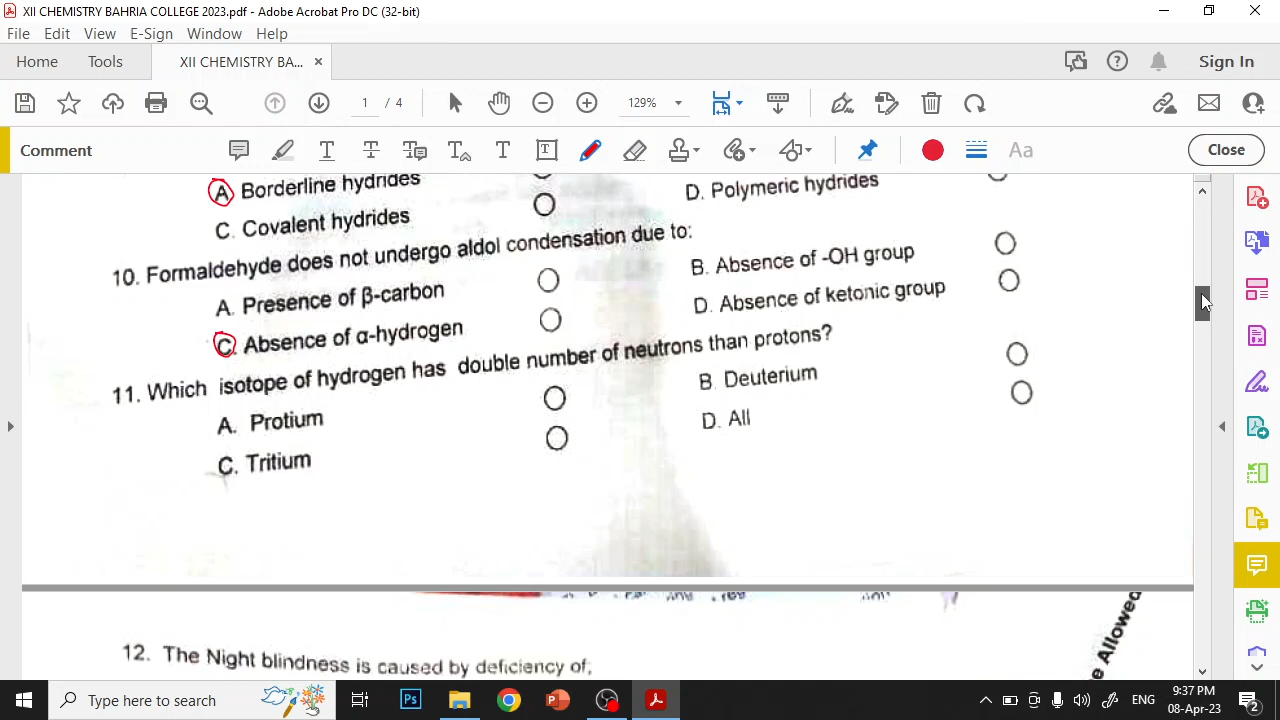 XII CHEMISTRY BAHRIA COLLEGE 2023.pdf - Adobe Acrobat Pro DC (32-bit)
File Edit View E-Sign Window Help
Home Tools XII CHEMISTRY BA... × Sign In
1 / 4 129%
Comment Aa Close
A Borderline hydrides
D. Polymeric hydrides
C. Covalent hydrides
10. Formaldehyde does not undergo aldol condensation due to:
A. Presence of β-carbon
B. Absence of -OH group
C. Absence of α-hydrogen
D. Absence of ketonic group
11. Which isotope of hydrogen has double number of neutrons than protons?
A. Protium
B. Deuterium
C. Tritium
D. All
e Allowed
12. The Night blindness is caused by deficiency of;
Type here to search
Ps
ENG
9:37 PM
08-Apr-23
2